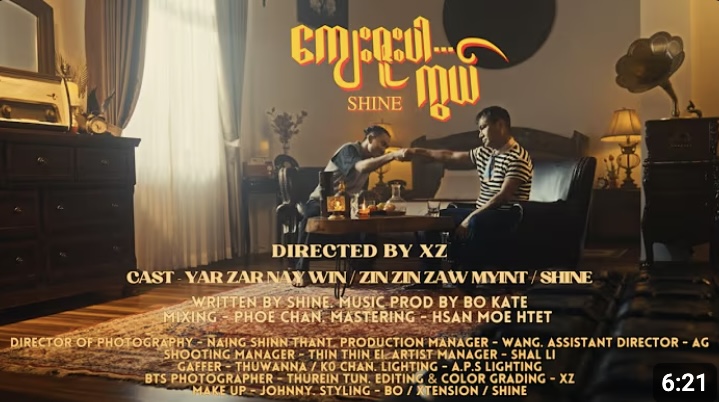 ကျေးဇူးပါ...
ကွယ်
SHINE
DIRECTED BY XZ
CAST - YAR ZAR NAY WIN / ZIN ZIN ZAW MYINT / SHINE
WRITTEN BY SHINE. MUSIC PROD BY BO KATE
MIXING - PHOE CHAN. MASTERING - HSAN MOE HTET
DIRECTOR OF PHOTOGRAPHY - NAING SHINN THANT. PRODUCTION MANAGER - WANG. ASSISTANT DIRECTOR - AG
SHOOTING MANAGER - THIN THIN EI. ARTIST MANAGER - SHAL LI
GAFFER - THUWANNA / KO CHAN. LIGHTING - A.P.S LIGHTING
BTS PHOTOGRAPHER - THUREIN TUN. EDITING & COLOR GRADING - XZ
MAKE UP - JOHNNY. STYLING - BO / XTENSION / SHINE
6:21